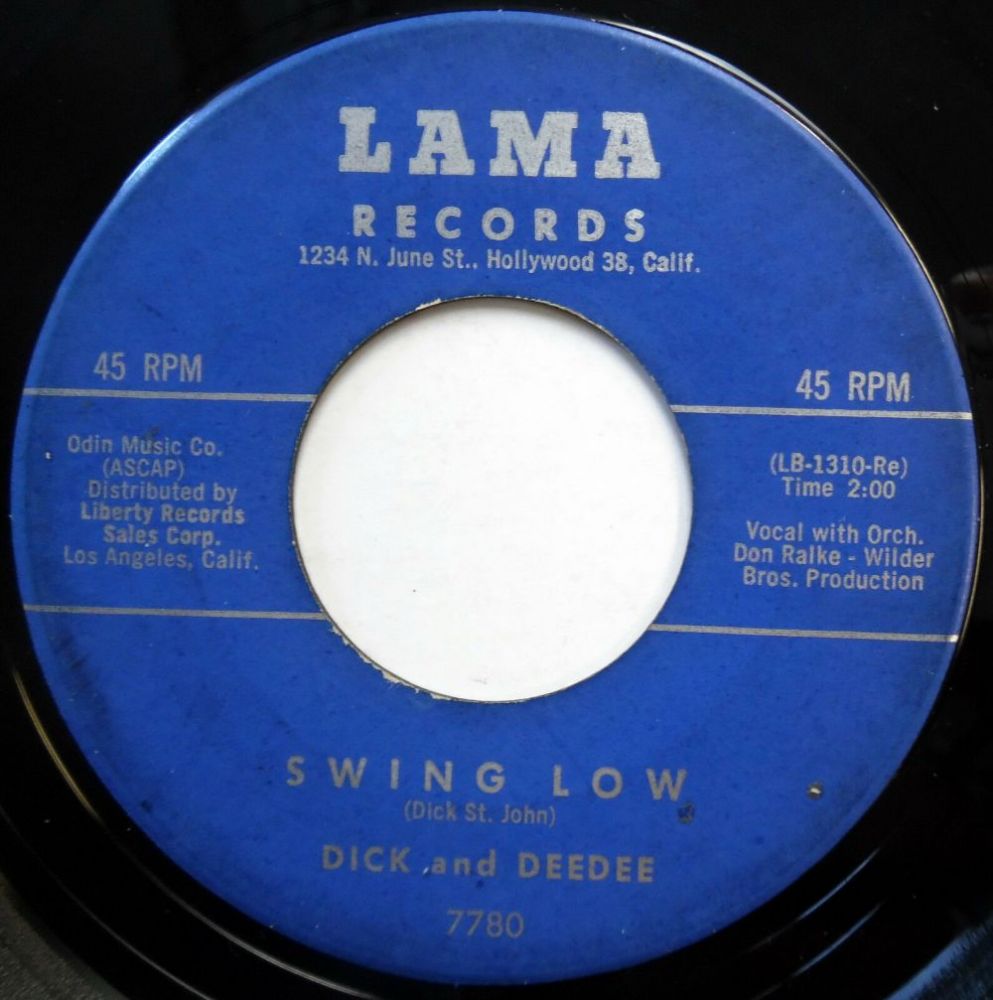 LAMA
RECORDS
1234 N. June St., Hollywood 38, Calif.
45 RPM
45 RPM
Odin Music Co.
(ASCAP)
Distributed by
Liberty Records
Sales Corp.
Los Angeles, Calif.
(LB-1310-Re)
Time 2:00
Vocal with Orch.
Don Ralke - Wilder
Bros. Production
SWING LOW
(Dick St. John)
DICK and DEEDEE
7780